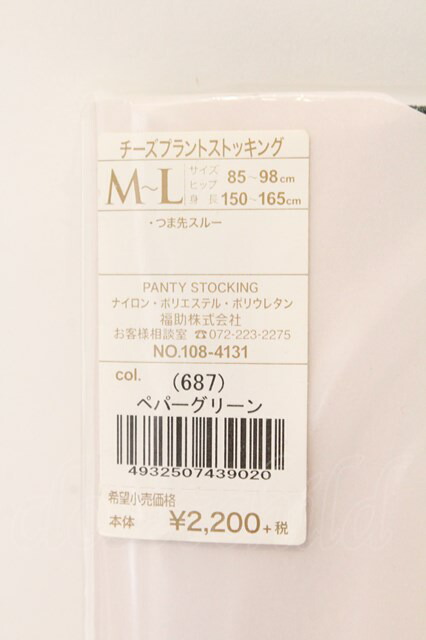 チーズプラントストッキング
M~L サイズ
ヒップ 85~98cm
身長 150~165cm
・つま先スルー
PANTY STOCKING
ナイロン・ポリエステル・ポリウレタン
福助株式会社
お客様相談室 ☎072-223-2275
NO.108-4131
col. (687)
ペパーグリーン
4932507439020
希望小売価格
本体 ¥2,200+税